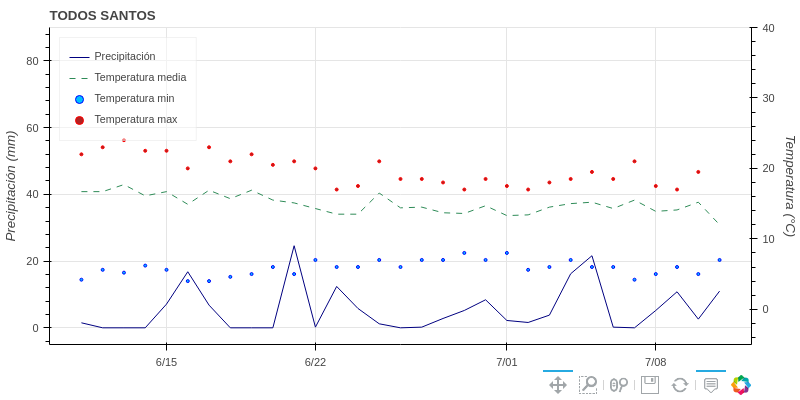 TODOS SANTOS
Precipitación
Temperatura media
Temperatura min
Temperatura max
Precipitación (mm)
80
60
40
20
0
Temperatura (°C)
40
30
20
10
0
6/15
6/22
7/01
7/08